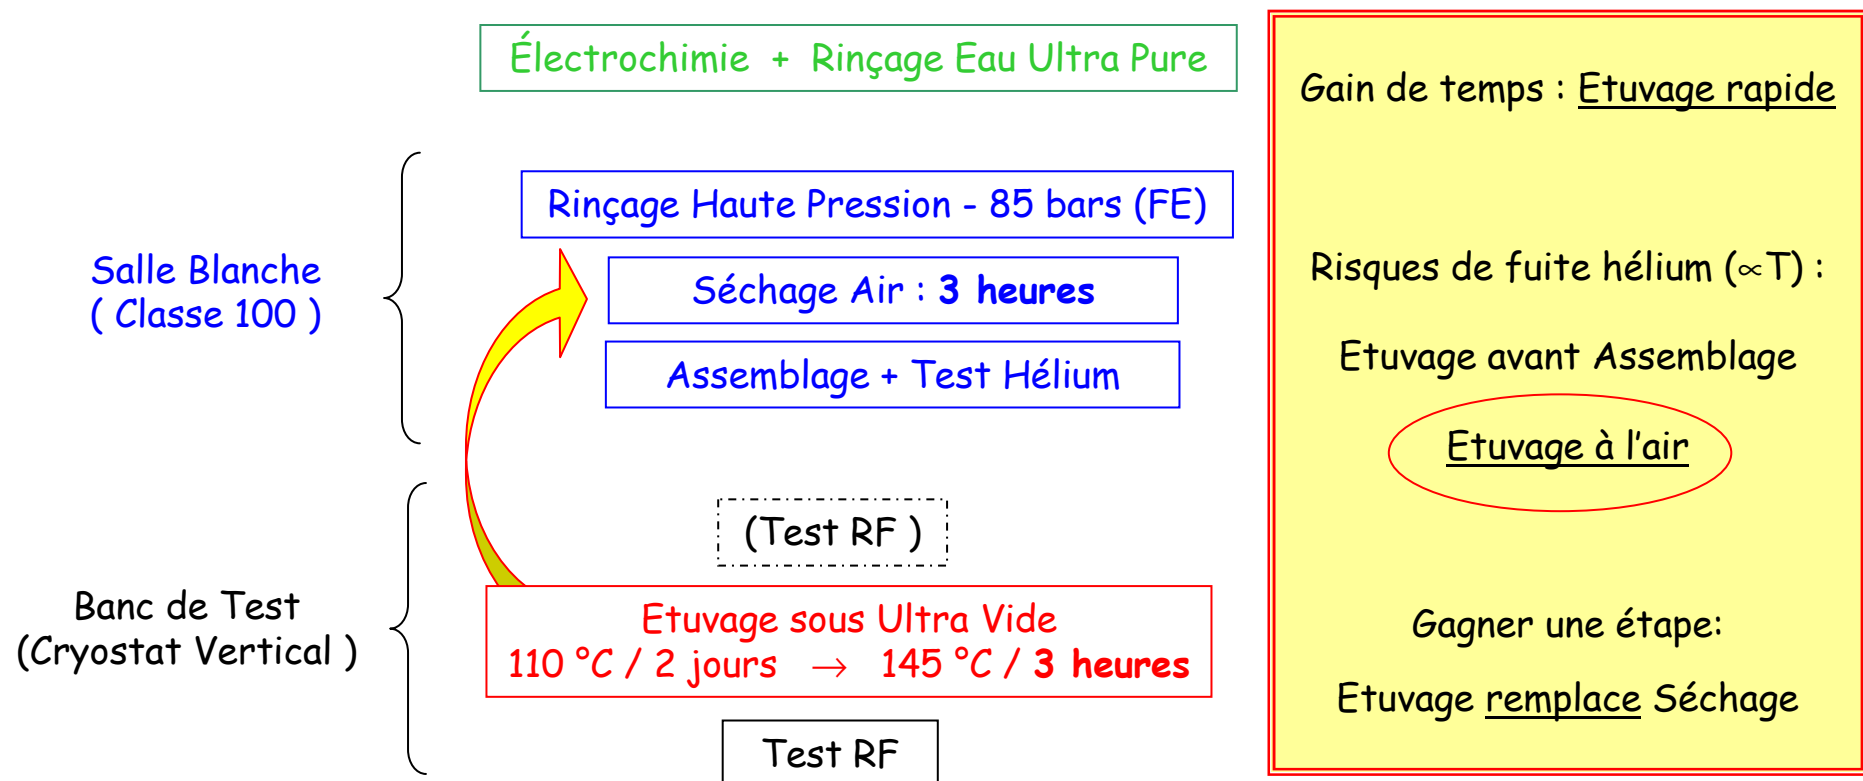 Électrochimie + Rinçage Eau Ultra Pure
Salle Blanche
( Classe 100 )
Rinçage Haute Pression - 85 bars (FE)
Séchage Air : 3 heures
Assemblage + Test Hélium
Banc de Test
(Cryostat Vertical )
(Test RF )
Etuvage sous Ultra Vide
110 °C / 2 jours → 145 °C / 3 heures
Test RF
Gain de temps : Etuvage rapide
Risques de fuite hélium (∝T) :
Etuvage avant Assemblage
Etuvage à l’air
Gagner une étape:
Etuvage remplace Séchage